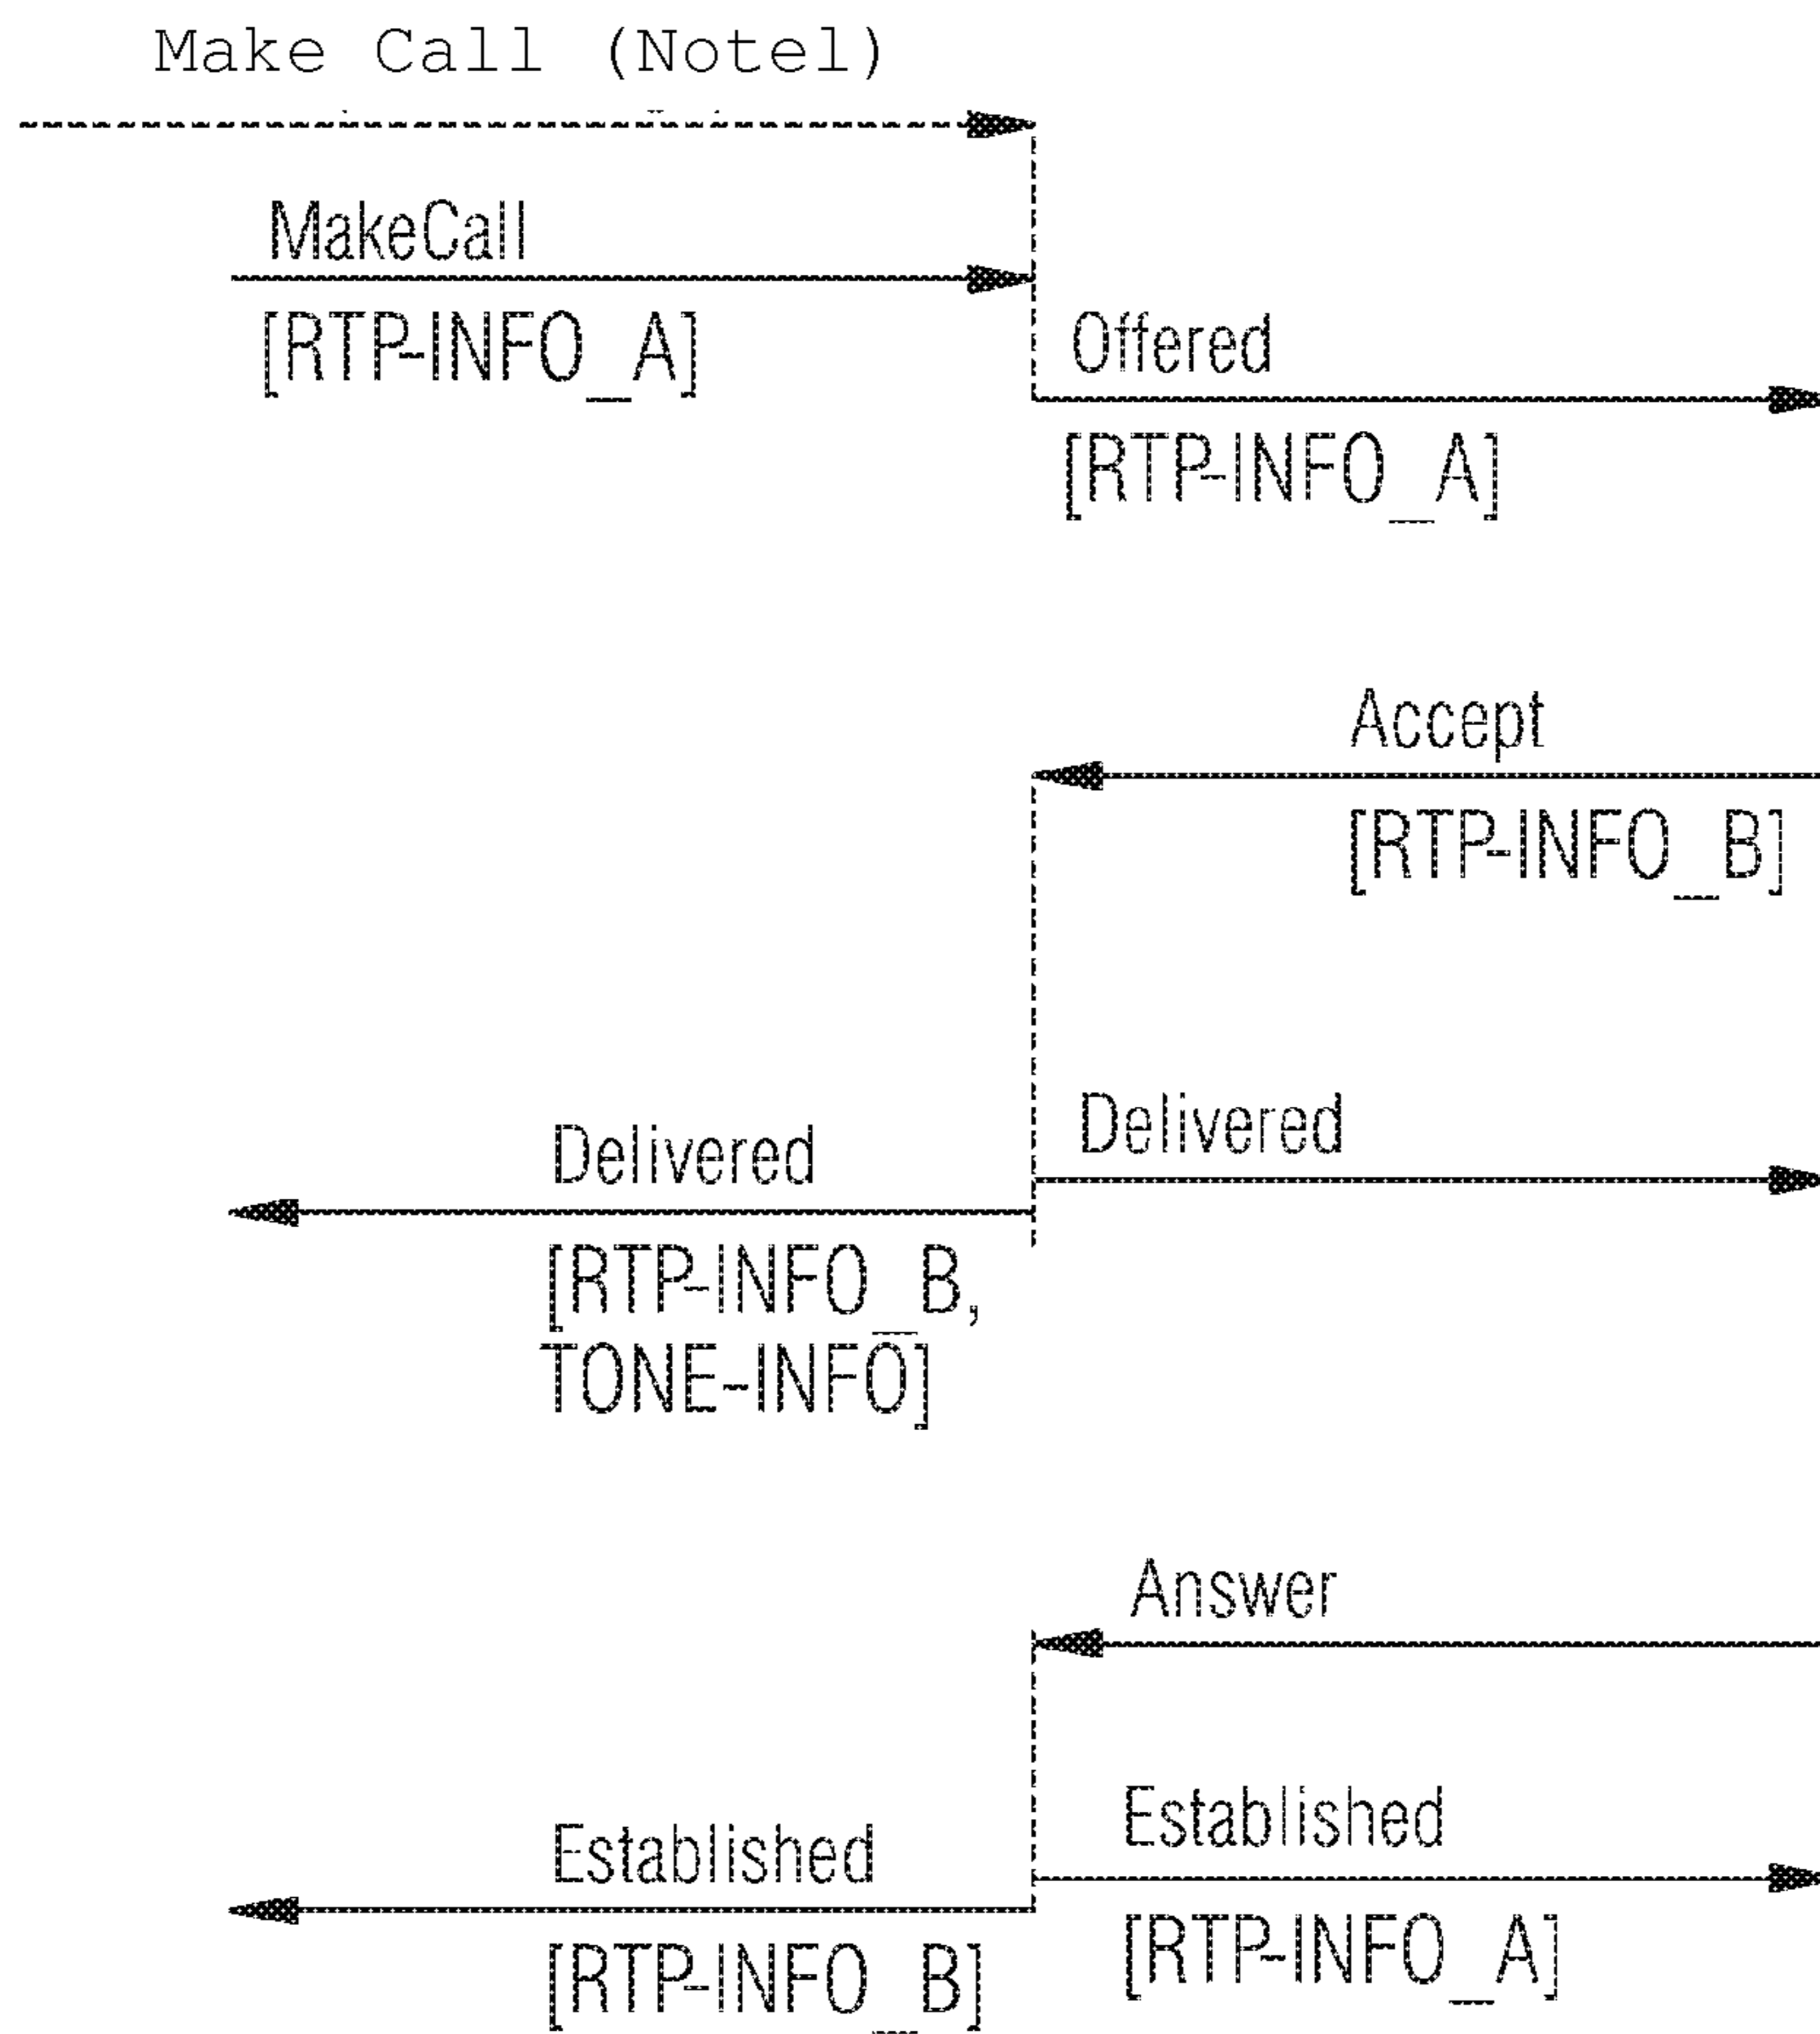 Make Call (Notel)
MakeCall
[RTP-INFO_A]
Offered
[RTP-INFO_A]
Accept
[RTP-INFO_B]
Delivered
Delivered
[RTP-INFO_B,
TONE-INFO]
Answer
Established
Established
[RTP-INFO_A]
[RTP-INFO_B]